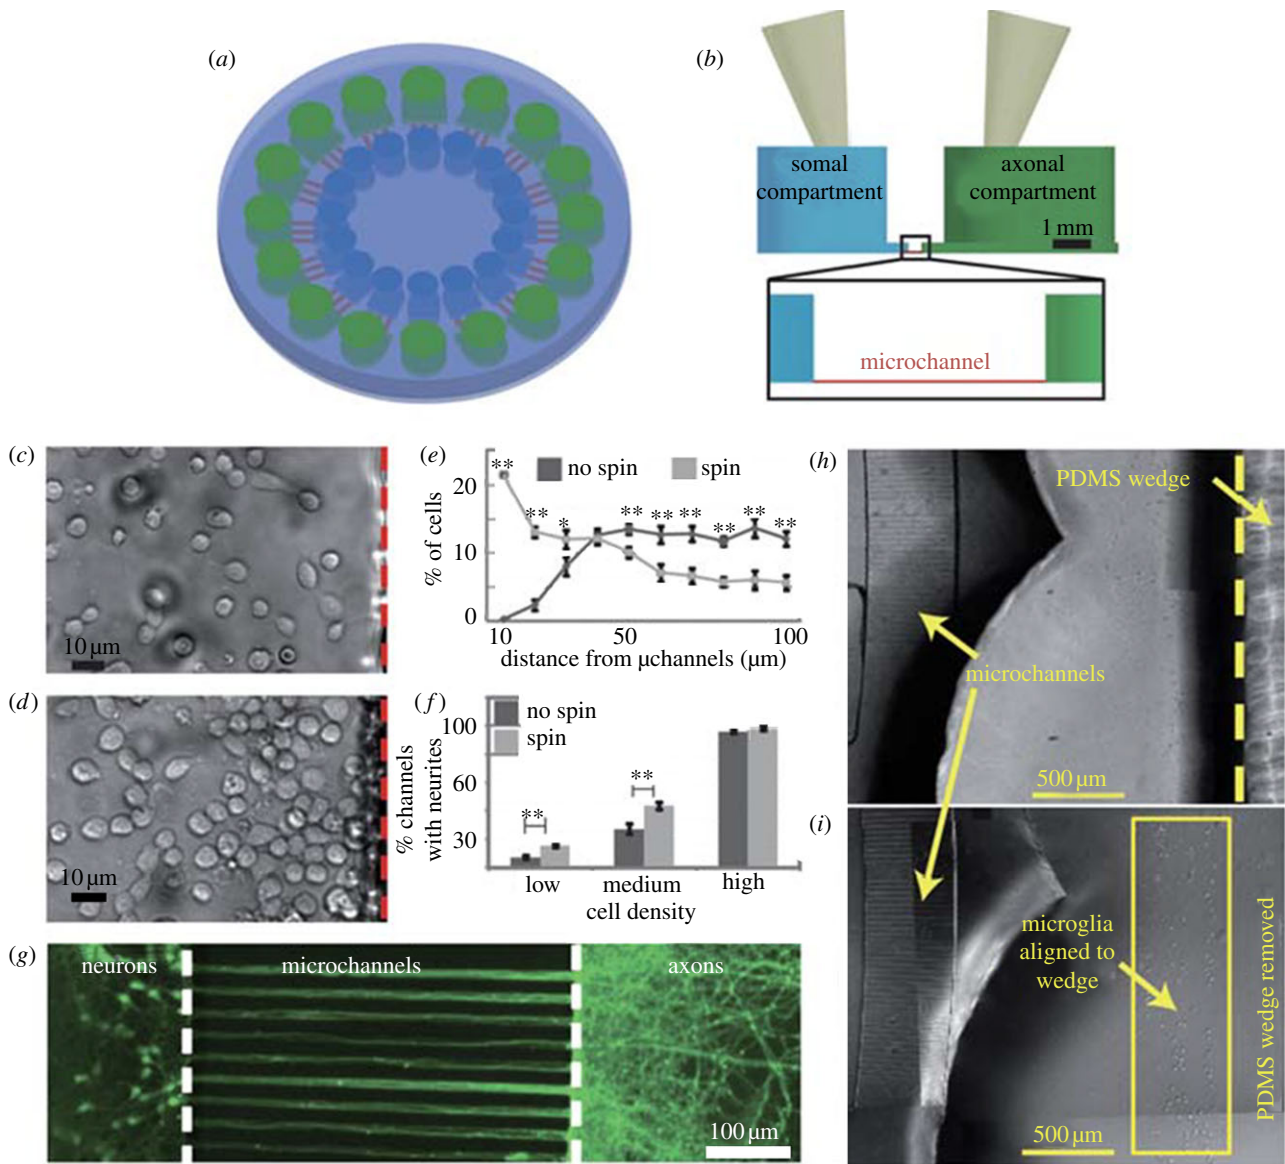 (a)
(b)
somal
compartment
axonal
compartment
1 mm
microchannel
(c)
10 µm
(d)
10 µm
(e)
no spin
spin
**
**
*
**
**
**
**
**
**
% of cells
20
10
0
10
50
100
distance from µchannels (µm)
(f)
no spin
spin
% channels
with neurites
100
60
30
**
**
low
medium
high
cell density
(g)
neurons
microchannels
axons
100 µm
(h)
PDMS wedge
microchannels
500 µm
(i)
microglia
aligned to
wedge
PDMS wedge removed
500 µm